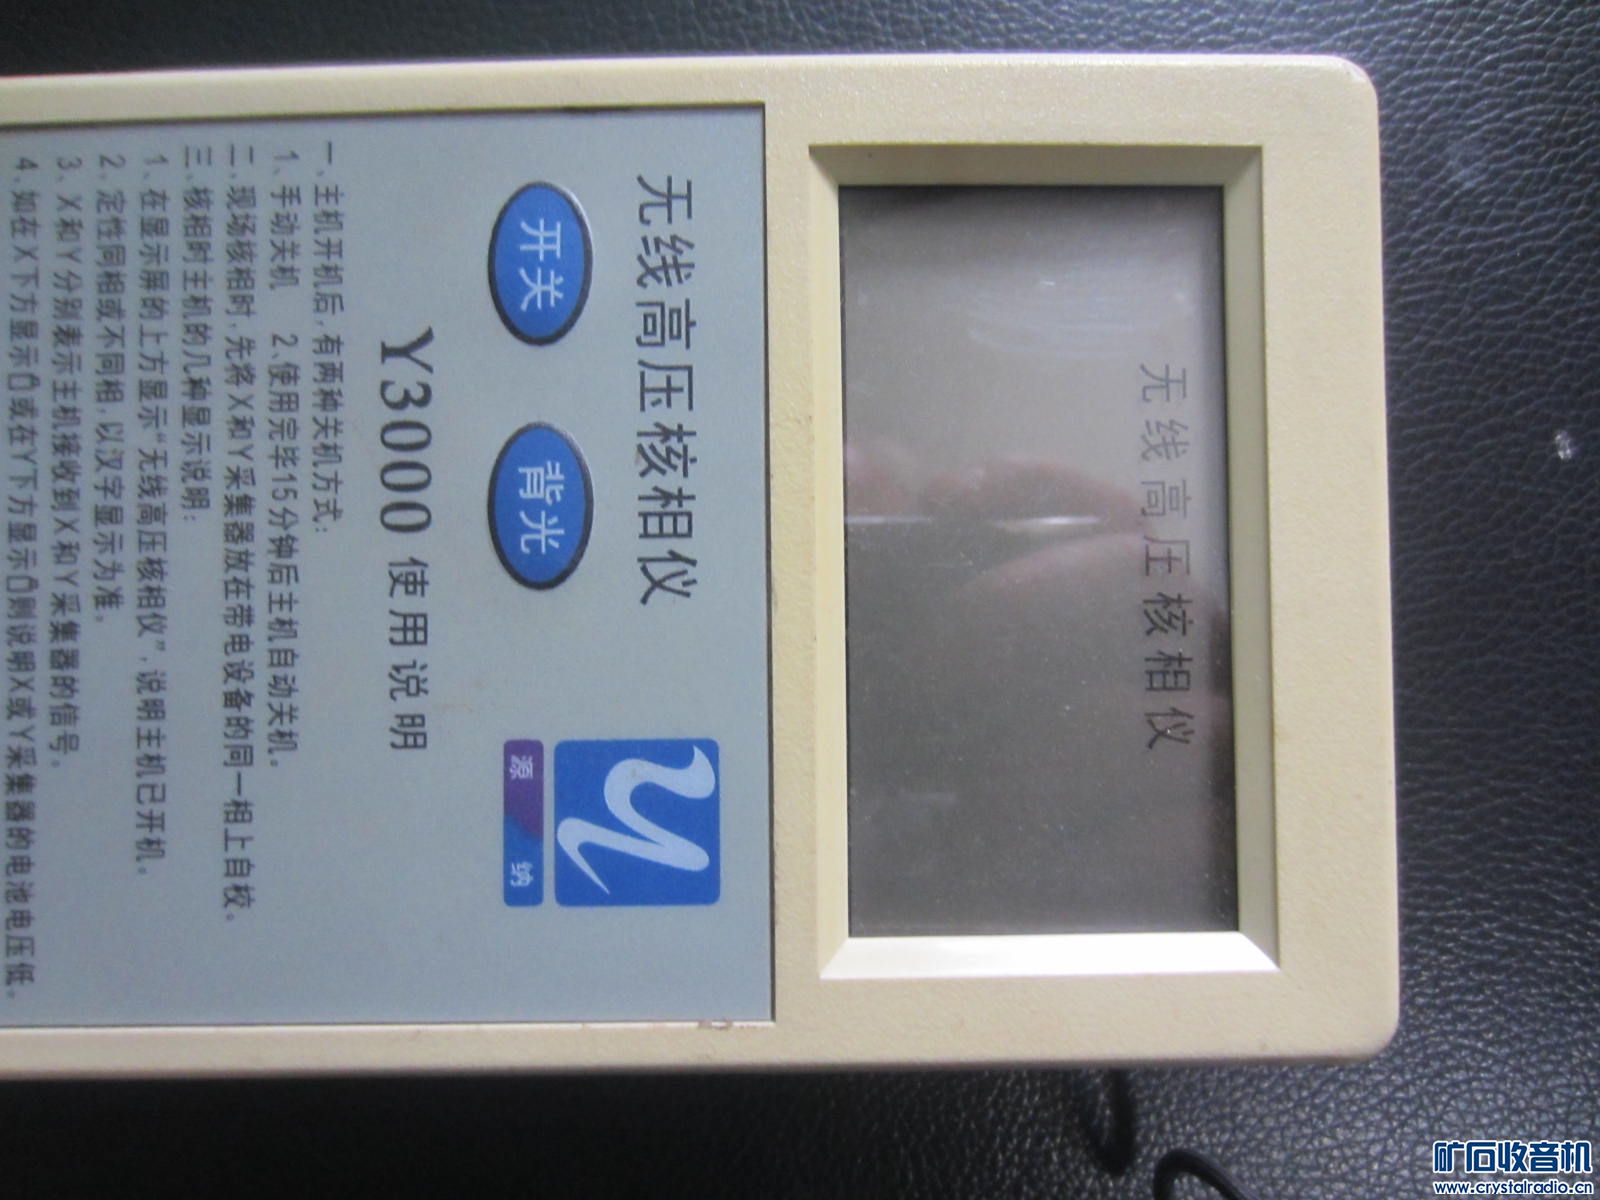 无线高压核相仪
无线高压核相仪
开关
背光
源 纳
Y3000 使用说明
一、主机开机后,有两种关机方式:
1、手动关机 2、使用完毕15分钟后主机自动关机。
二、现场核相时,先将X和Y采集器放在带电设备的同一相上自校。
三、核相时主机的几种显示说明:
1、在显示屏的上方显示“无线高压核相仪”,说明主机已开机。
2、定性同相或不同相,以汉字显示为准。
3、X和Y分别表示主机接收到X和Y采集器的信号。
4、如在X下方显示或在Y下方显示则说明X或Y采集器的电池电压低。
矿石收音机
www.crystalradio.cn